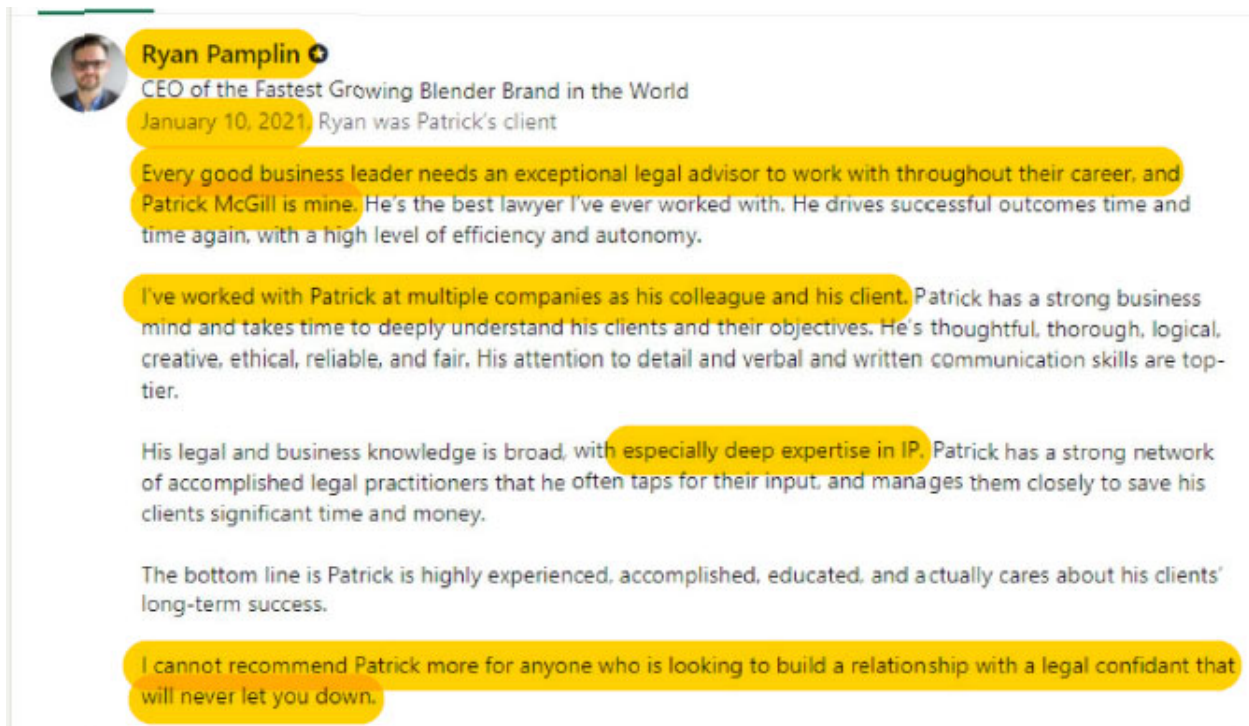 Ryan Pamplin
CEO of the Fastest Growing Blender Brand in the World
January 10, 2021, Ryan was Patrick's client
Every good business leader needs an exceptional legal advisor to work with throughout their career, and
Patrick McGill is mine. He's the best lawyer I've ever worked with. He drives successful outcomes time and
time again, with a high level of efficiency and autonomy.
I've worked with Patrick at multiple companies as his colleague and his client. Patrick has a strong business
mind and takes time to deeply understand his clients and their objectives. He's thoughtful, thorough, logical,
creative, ethical, reliable, and fair. His attention to detail and verbal and written communication skills are top-
tier.
His legal and business knowledge is broad, with especially deep expertise in IP. Patrick has a strong network
of accomplished legal practitioners that he often taps for their input, and manages them closely to save his
clients significant time and money.
The bottom line is Patrick is highly experienced, accomplished, educated, and actually cares about his clients'
long-term success.
I cannot recommend Patrick more for anyone who is looking to build a relationship with a legal confidant that
will never let you down.